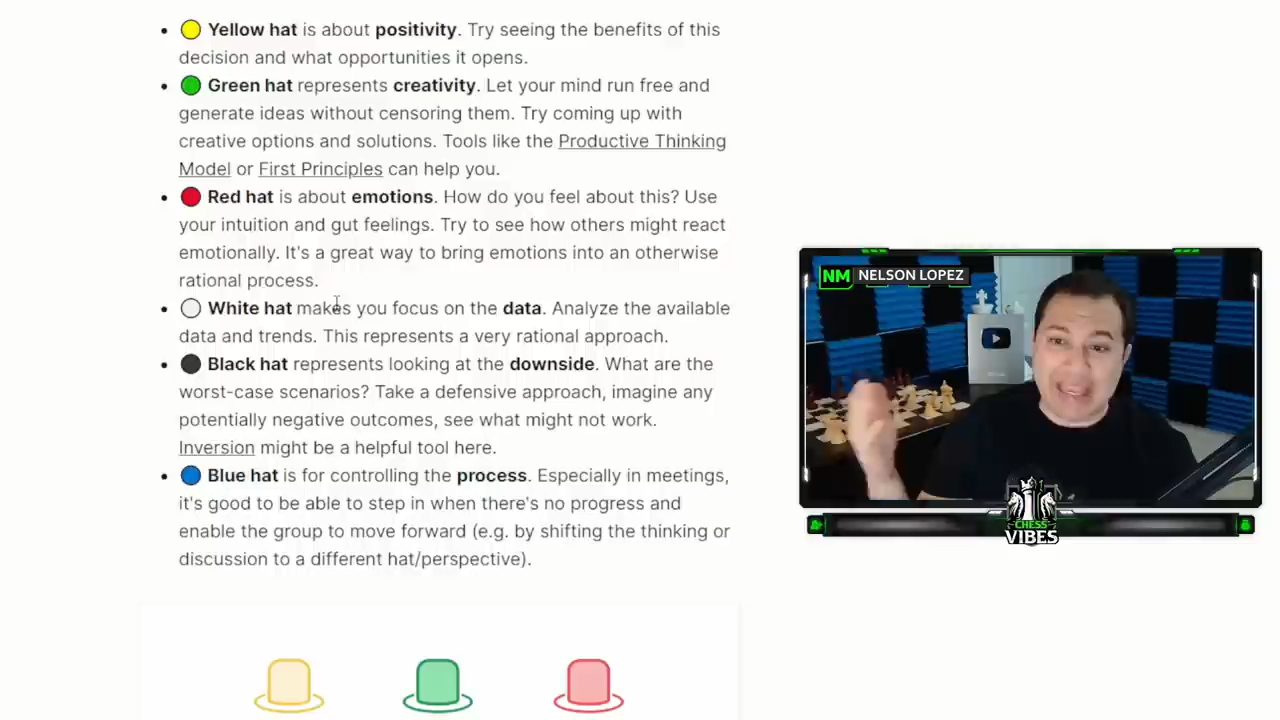 Yellow hat is about positivity. Try seeing the benefits of this
decision and what opportunities it opens.
Green hat represents creativity. Let your mind run free and
generate ideas without censoring them. Try coming up with
creative options and solutions. Tools like the Productive Thinking
Model or First Principles can help you.
Red hat is about emotions. How do you feel about this? Use
your intuition and gut feelings. Try to see how others might react
emotionally. It's a great way to bring emotions into an otherwise
rational process.
White hat makes you focus on the data. Analyze the available
data and trends. This represents a very rational approach.
Black hat represents looking at the downside. What are the
worst-case scenarios? Take a defensive approach, imagine any
potentially negative outcomes, see what might not work.
Inversion might be a helpful tool here.
Blue hat is for controlling the process. Especially in meetings,
it's good to be able to step in when there's no progress and
enable the group to move forward (e.g. by shifting the thinking or
discussion to a different hat/perspective).
NM NELSON LOPEZ
CHESS
VIBES